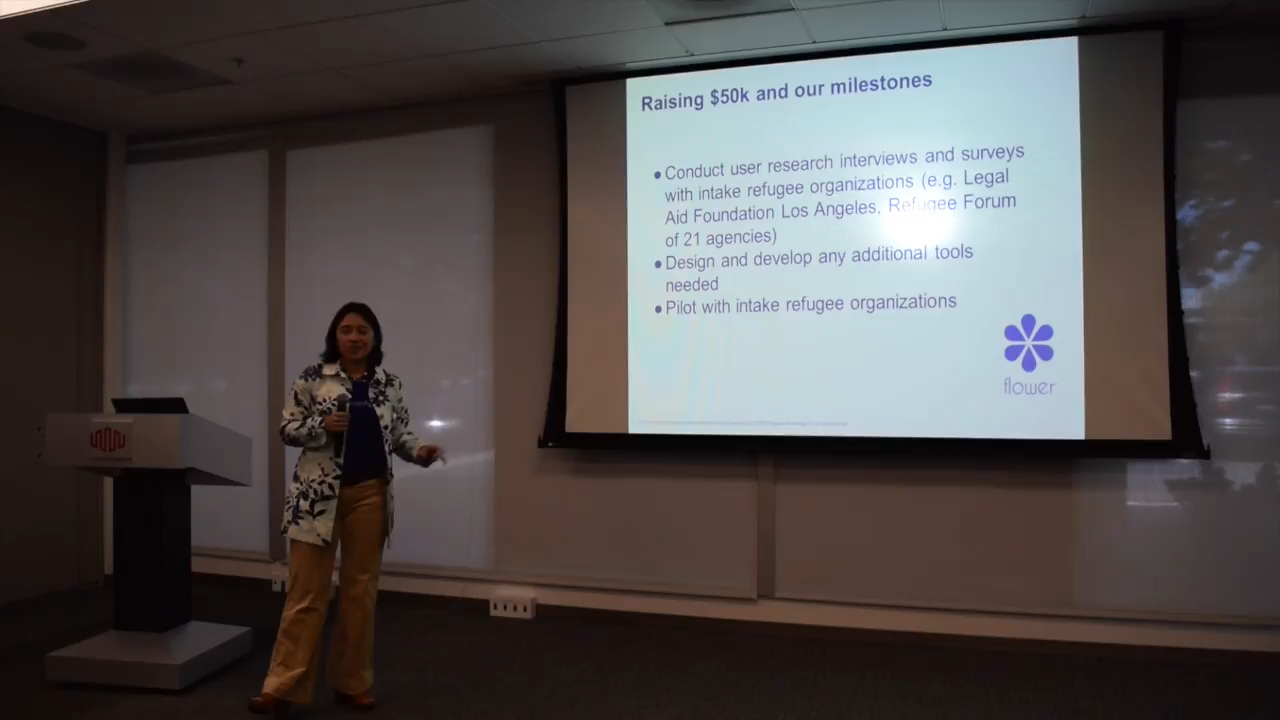 Raising $50k and our milestones
●Conduct user research interviews and surveys
with intake refugee organizations (e.g. Legal
Aid Foundation Los Angeles, Refugee Forum
of 21 agencies)
●Design and develop any additional tools
needed
●Pilot with intake refugee organizations
flower